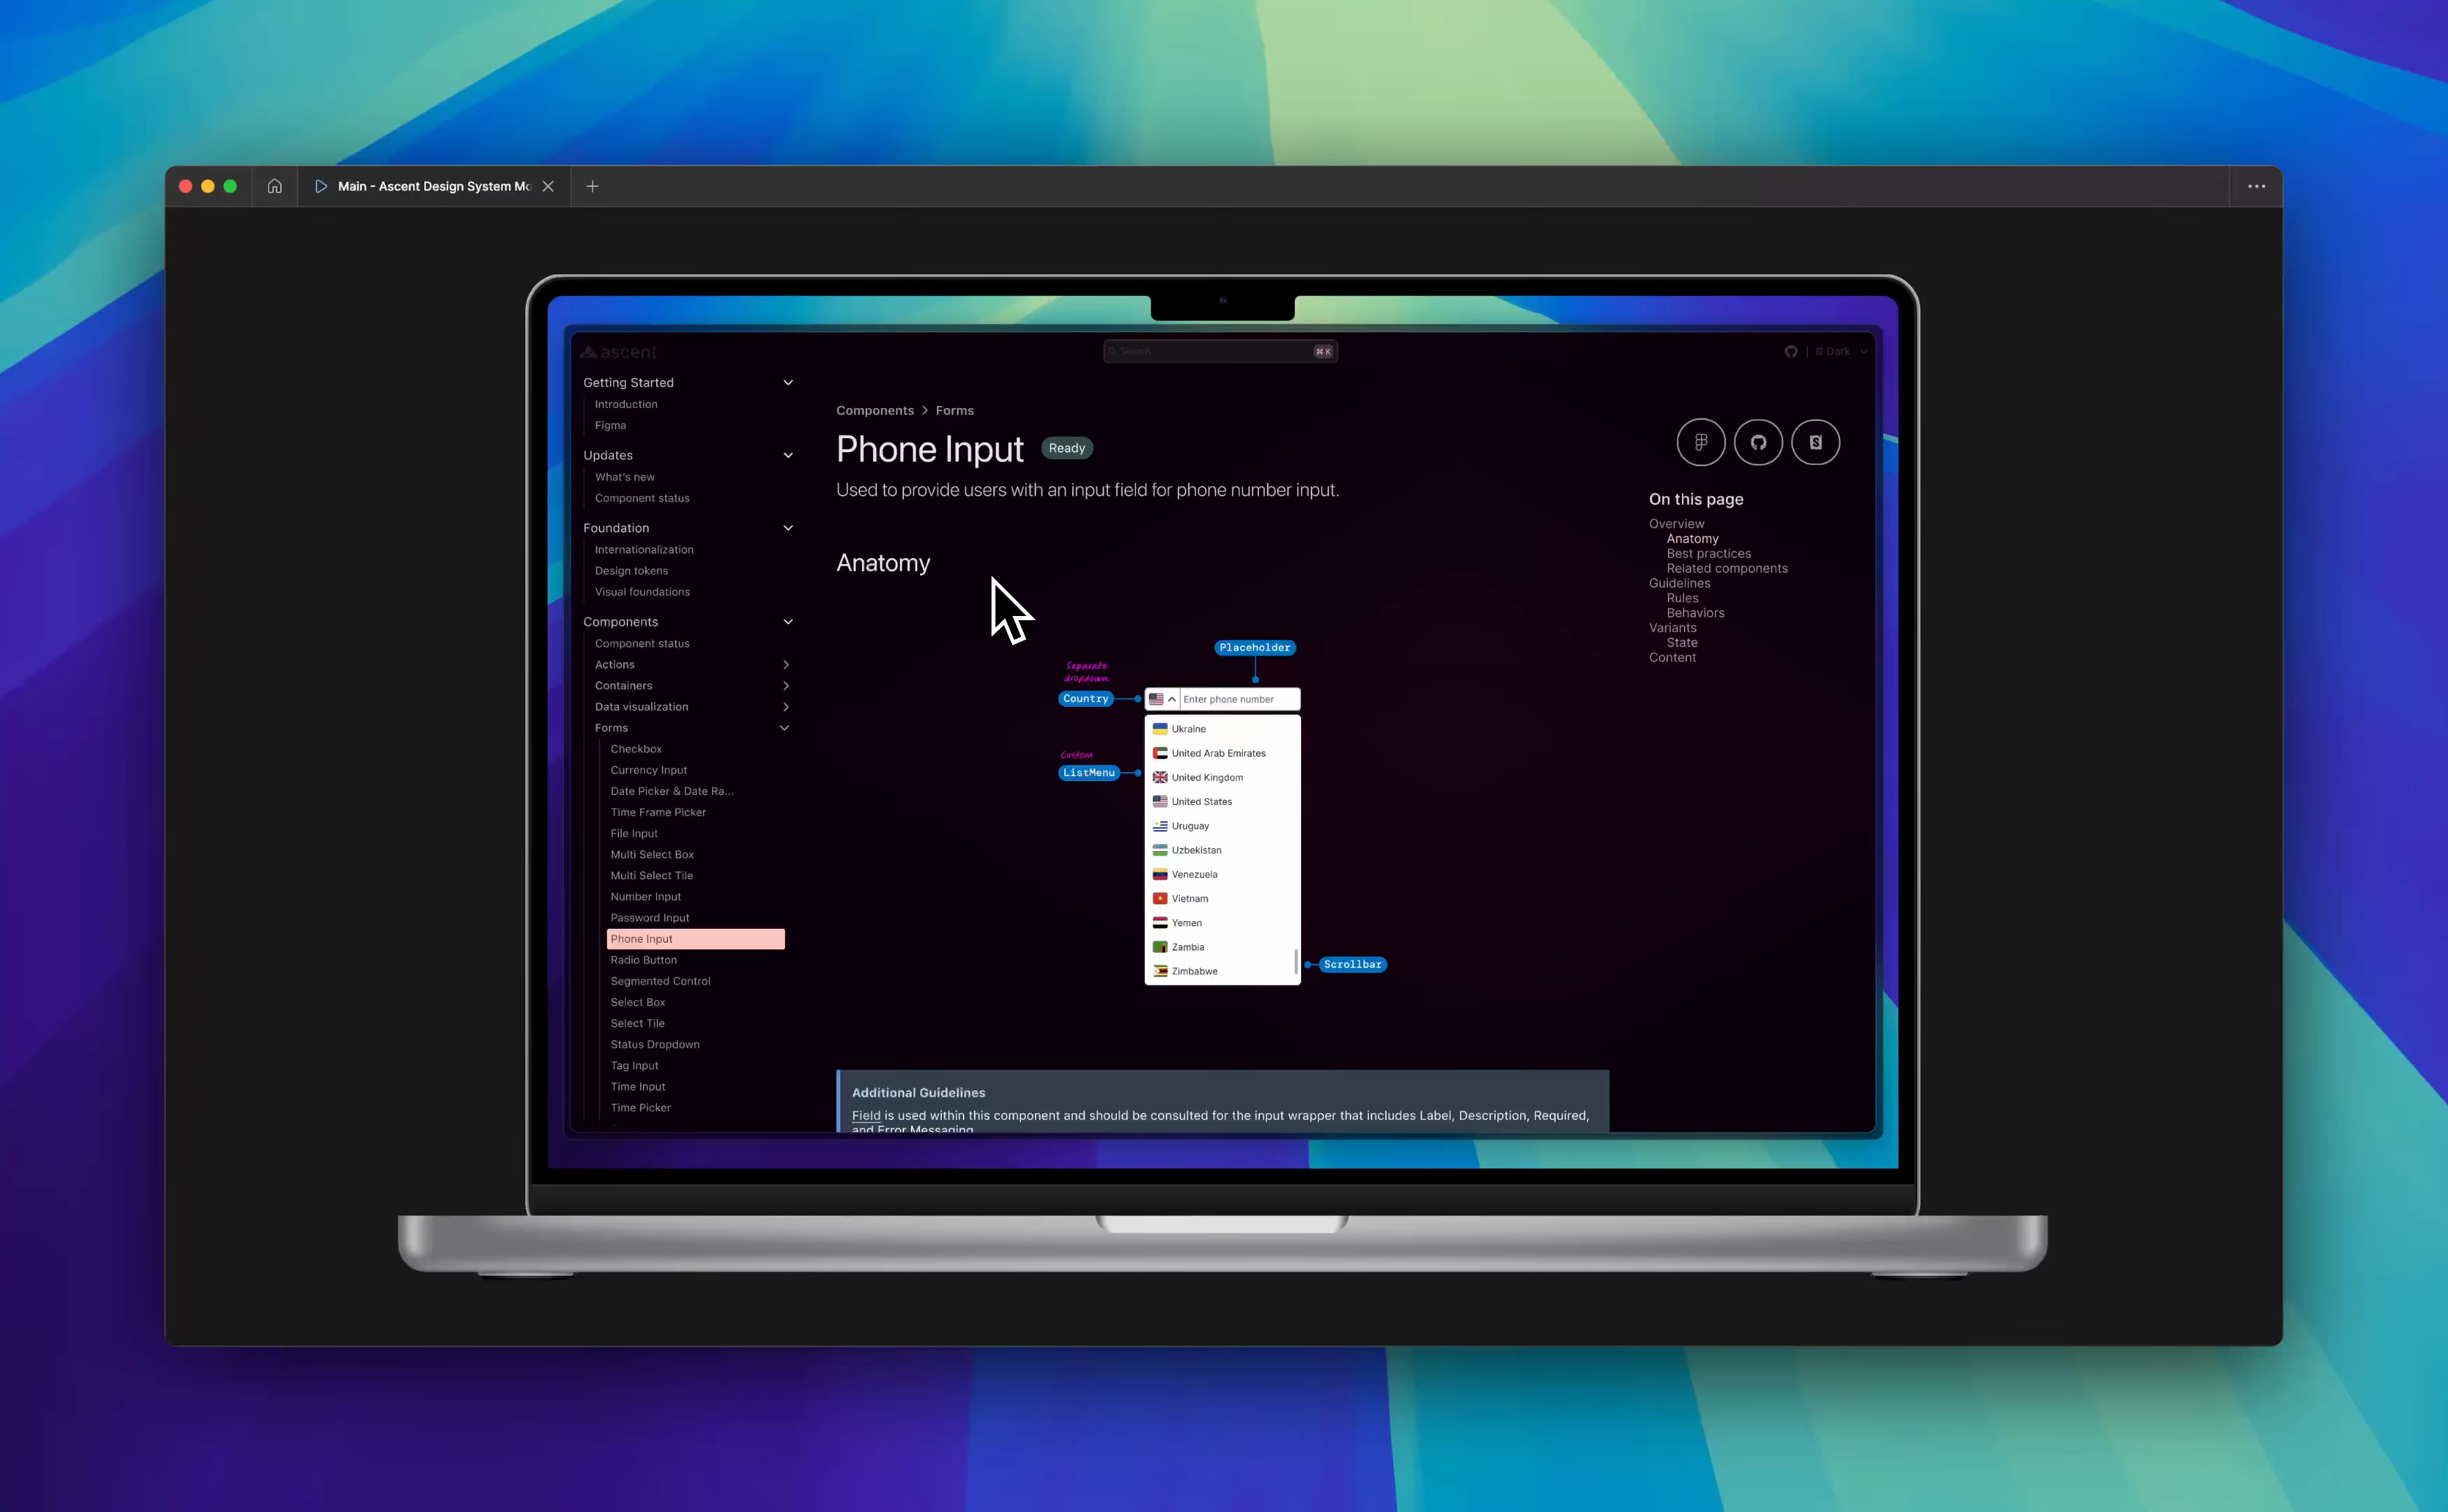 Main - Ascent Design System Mo
ascent
Search
⌘ K
Dark
Getting Started
Introduction
Figma
Updates
What's new
Component status
Foundation
Internationalization
Design tokens
Visual foundations
Components
Component status
Actions
Containers
Data visualization
Forms
Checkbox
Currency Input
Date Picker & Date Ra...
Time Frame Picker
File Input
Multi Select Box
Multi Select Tile
Number Input
Password Input
Phone Input
Radio Button
Segmented Control
Select Box
Select Tile
Status Dropdown
Tag Input
Time Input
Time Picker
Components > Forms
Phone Input Ready
Used to provide users with an input field for phone number input.
Anatomy
Placeholder
Separate
dropdown
Country
Enter phone number
Custom
ListMenu
Ukraine
United Arab Emirates
United Kingdom
United States
Uruguay
Uzbekistan
Venezuela
Vietnam
Yemen
Zambia
Zimbabwe
Scrollbar
Additional Guidelines
Field is used within this component and should be consulted for the input wrapper that includes Label, Description, Required,
and Error Messaging
On this page
Overview
Anatomy
Best practices
Related components
Guidelines
Rules
Behaviors
Variants
State
Content